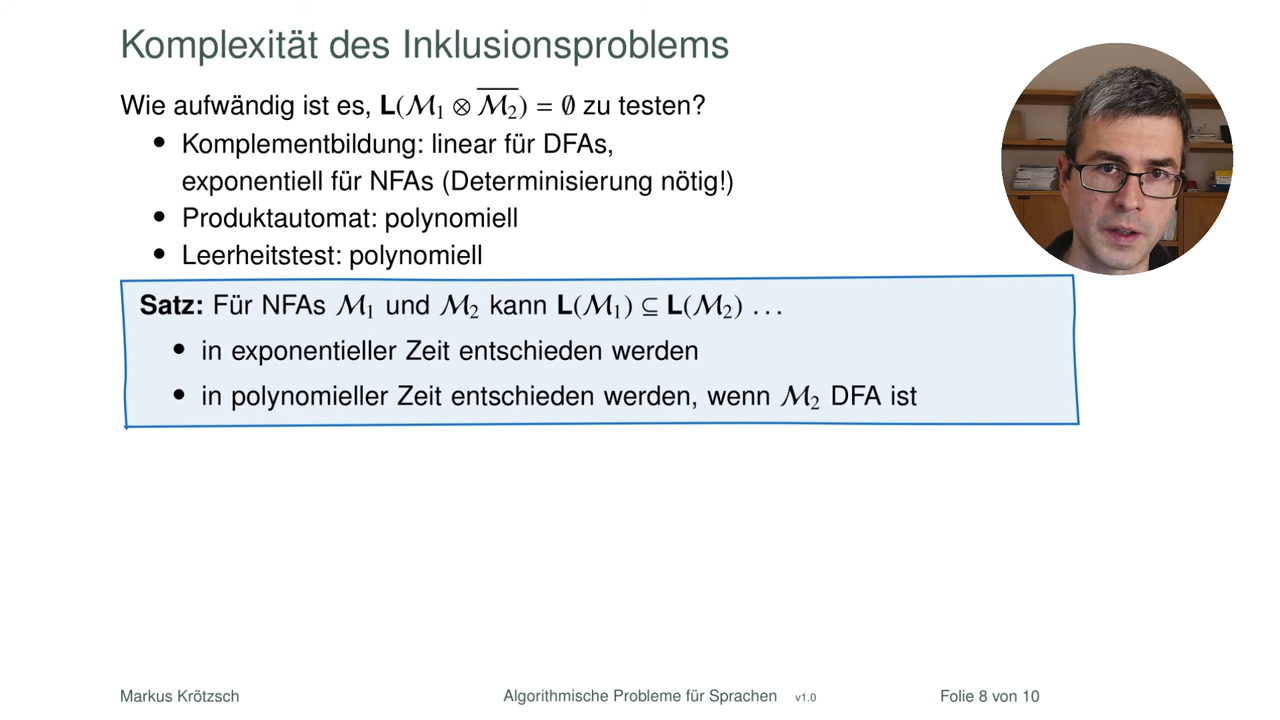 Komplexität des Inklusionsproblems
Wie aufwändig ist es, L(ℳ₁ ⊗ ℳ₂̅) = ∅ zu testen?
• Komplementbildung: linear für DFAs,
exponentiell für NFAs (Determinisierung nötig!)
• Produktautomat: polynomiell
• Leerheitstest: polynomiell
Satz: Für NFAs ℳ₁ und ℳ₂ kann L(ℳ₁) ⊆ L(ℳ₂) …
• in exponentieller Zeit entschieden werden
• in polynomieller Zeit entschieden werden, wenn ℳ₂ DFA ist
Markus Krötzsch Algorithmische Probleme für Sprachen v1.0 Folie 8 von 10